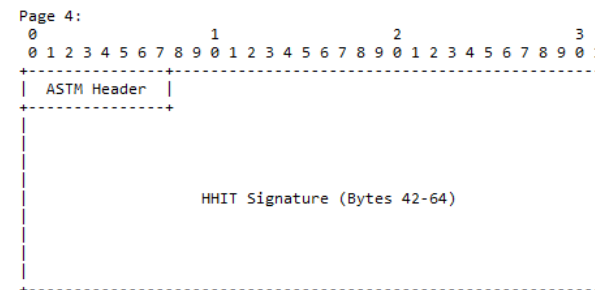 Page 4:
0                   1                   2                   3
0 1 2 3 4 5 6 7 8 9 0 1 2 3 4 5 6 7 8 9 0 1 2 3 4 5 6 7 8 9 0
ASTM Header
HHIT Signature (Bytes 42-64)